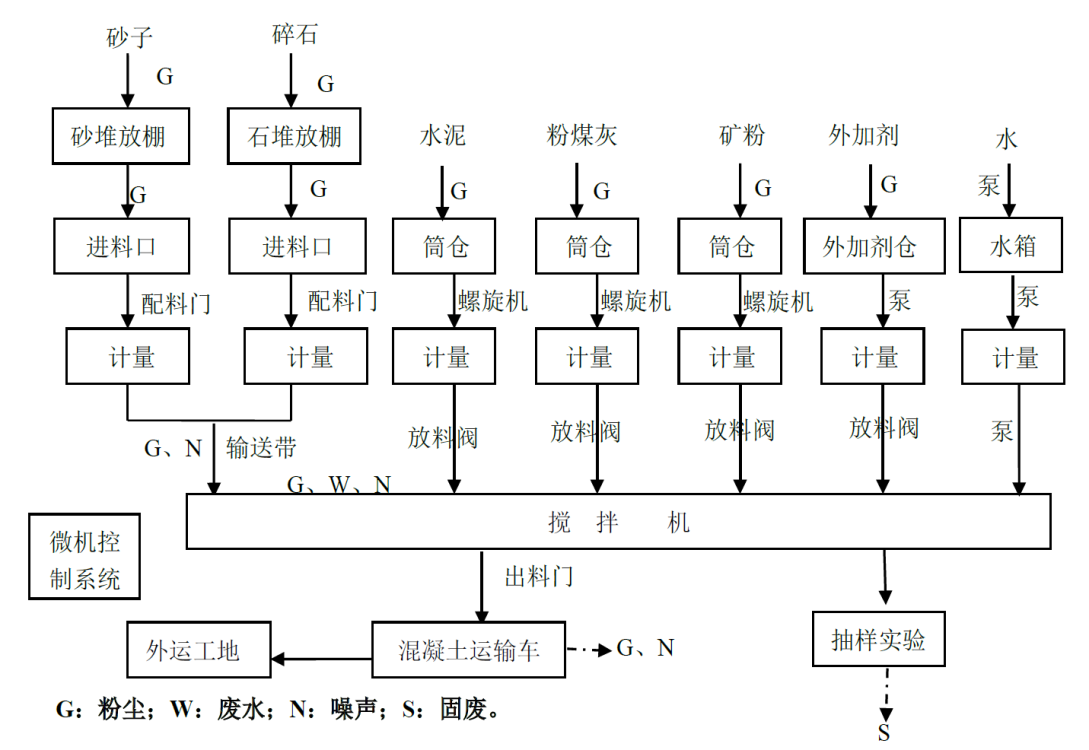 砂子 碎石
G G
砂堆放棚 石堆放棚 水泥 粉煤灰 矿粉 外加剂 水
G G G G G G 泵
进料口 进料口 筒仓 筒仓 筒仓 外加剂仓 水箱
配料门 配料门 螺旋机 螺旋机 螺旋机 泵 泵
计量 计量 计量 计量 计量 计量 计量
G、N 输送带 放料阀 放料阀 放料阀 放料阀 泵
G、W、N
搅 拌 机
微机控
制系统
出料门
外运工地 混凝土运输车 G、N 抽样实验
G：粉尘；W：废水；N：噪声；S：固废。
S